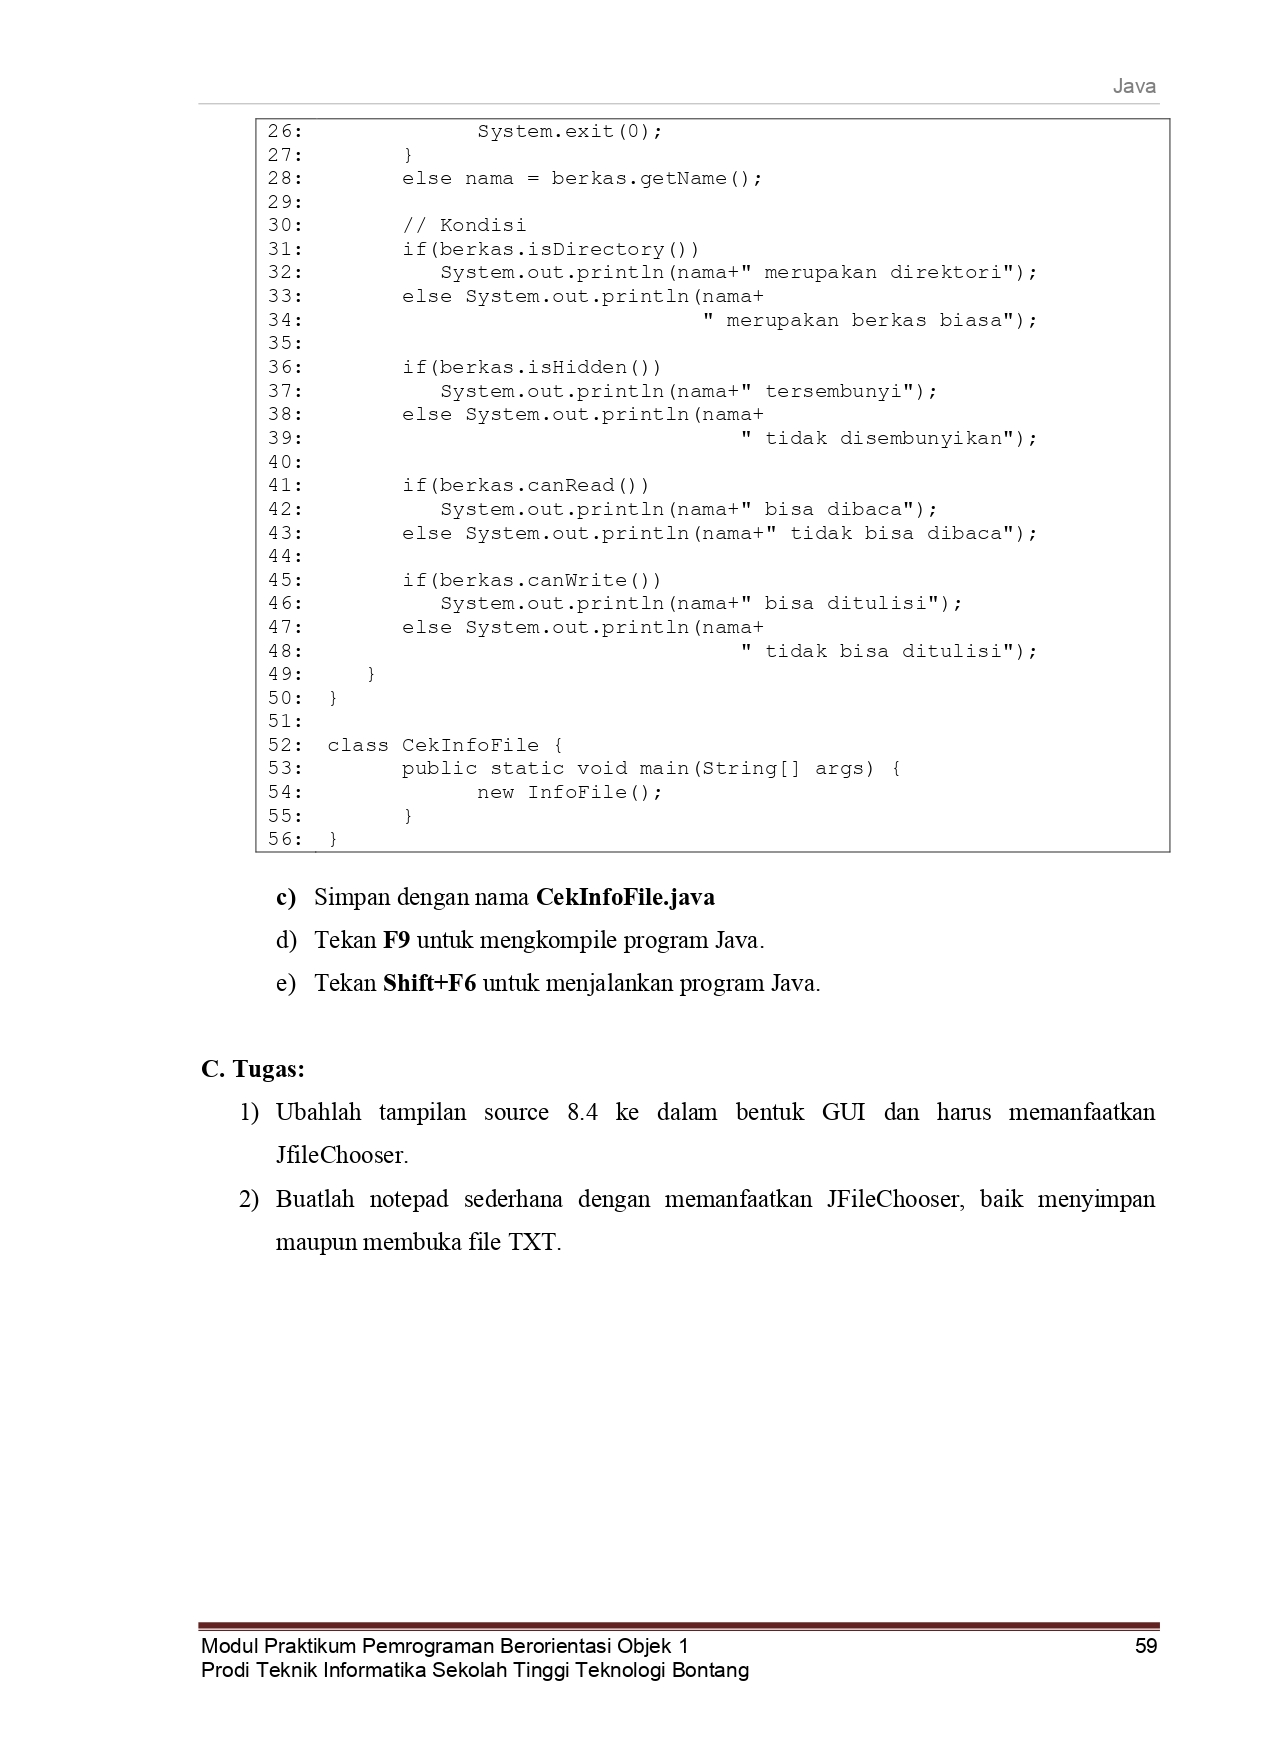 Java
26:              System.exit(0);
27:        }
28:        else nama = berkas.getName();
29:
30:        // Kondisi
31:        if(berkas.isDirectory())
32:           System.out.println(nama+" merupakan direktori");
33:        else System.out.println(nama+
34:                                " merupakan berkas biasa");
35:
36:        if(berkas.isHidden())
37:           System.out.println(nama+" tersembunyi");
38:        else System.out.println(nama+
39:                                   " tidak disembunyikan");
40:
41:        if(berkas.canRead())
42:           System.out.println(nama+" bisa dibaca");
43:        else System.out.println(nama+" tidak bisa dibaca");
44:
45:        if(berkas.canWrite())
46:           System.out.println(nama+" bisa ditulisi");
47:        else System.out.println(nama+
48:                                   " tidak bisa ditulisi");
49:     }
50:  }
51:
52:  class CekInfoFile {
53:        public static void main(String[] args) {
54:              new InfoFile();
55:        }
56:  }
c) Simpan dengan nama CekInfoFile.java
d) Tekan F9 untuk mengkompile program Java.
e) Tekan Shift+F6 untuk menjalankan program Java.
C. Tugas:
1) Ubahlah tampilan source 8.4 ke dalam bentuk GUI dan harus memanfaatkan
JfileChooser.
2) Buatlah notepad sederhana dengan memanfaatkan JFileChooser, baik menyimpan
maupun membuka file TXT.
Modul Praktikum Pemrograman Berorientasi Objek 1 59
Prodi Teknik Informatika Sekolah Tinggi Teknologi Bontang